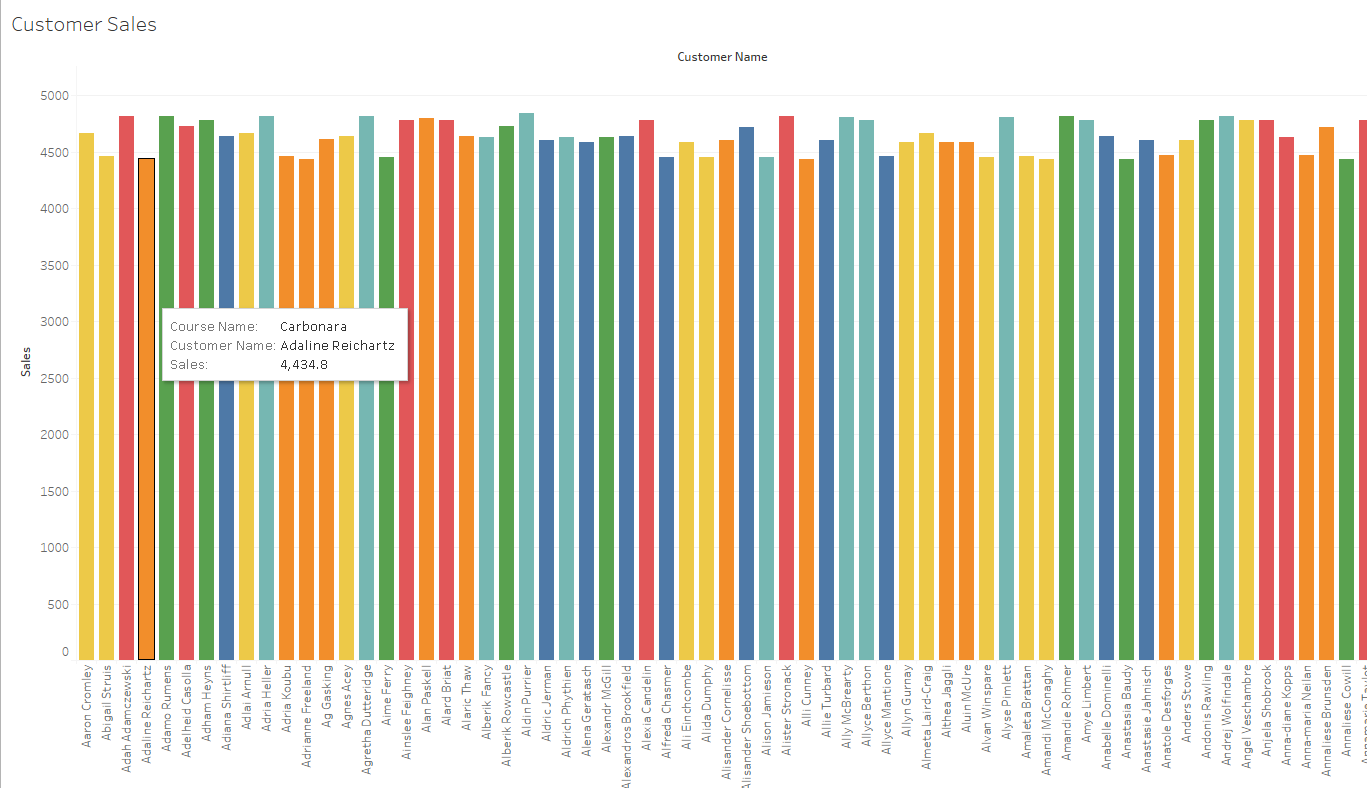 Customer Sales
Customer Name
Sales
5000
4500
4000
3500
3000
2500
2000
1500
1000
500
0
Course Name: Carbonara
Customer Name: Adaline Reichartz
Sales: 4,434.8
Aaron Cromley
Abigail Struis
Adah Adamczewski
Adaline Reichartz
Adamo Rumens
Adelheid Casolla
Adham Heyns
Adiana Shirtliff
Adlai Arnull
Adria Heller
Adria Koubu
Adrianne Freeland
Ag Gasking
Agnes Acey
Agretha Dutteridge
Aime Ferry
Ainslee Feighney
Alan Paskell
Alard Briat
Alaric Thaw
Alberik Fancy
Alberik Rowcastle
Aldin Purrier
Aldric Jerman
Aldrich Phythien
Alena Geratasch
Alexandr McGill
Alexandros Brookfield
Alexia Candelin
Alfreda Chasmer
Ali Einchcombe
Alida Dumphy
Alisander Cornelisse
Alisander Shoebottom
Alison Jamieson
Alister Stronack
Alli Cunney
Allie Turbard
Ally McBrearty
Allyce Berthon
Allyce Mantione
Allyn Gurnay
Almeta Laird-Craig
Althea Jaggli
Aluin McUre
Alvan Winspare
Alyse Pimlett
Amaleta Brattan
Amandi McConaghy
Amandie Rohmer
Amye Limbert
Anabelle Dominelli
Anastasia Baudy
Anastasie Jahnisch
Anatole Desforges
Anders Stowe
Andonis Rawling
Andrej Wolfindale
Angel Veschambre
Anjela Shobrook
Anna-diane Kopps
Anna-maria Neilan
Annaliese Brunsden
Annaliese Cowill